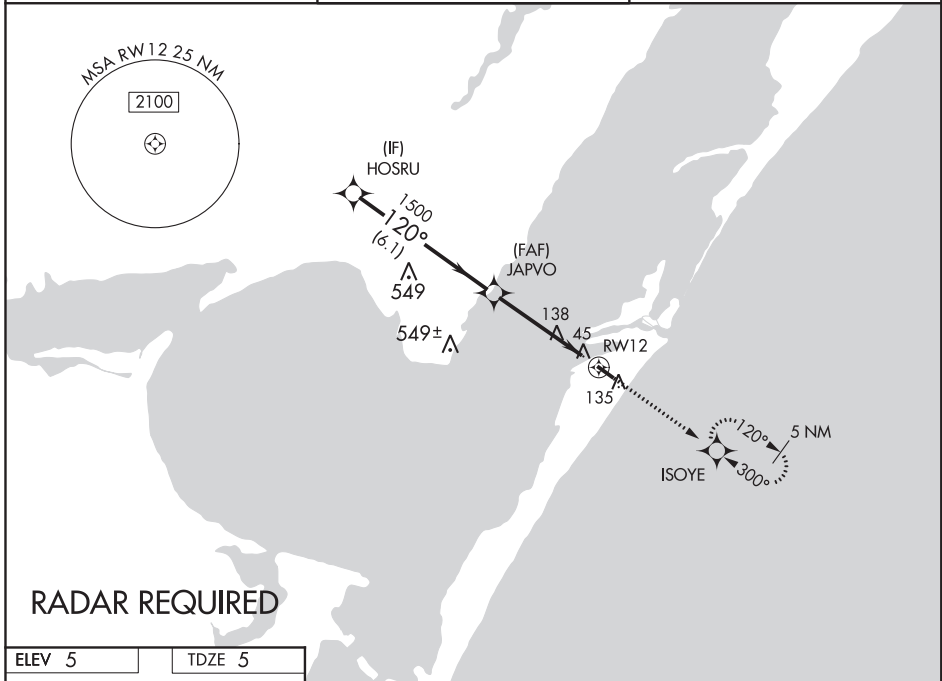 MSA RW12 25 NM
2100
(IF)
HOSRU
1500
120°
(6.1)
549
(FAF)
JAPVO
549±
138
45
RW12
135
120°
5 NM
300°
ISOYE
RADAR REQUIRED
ELEV 5
TDZE 5